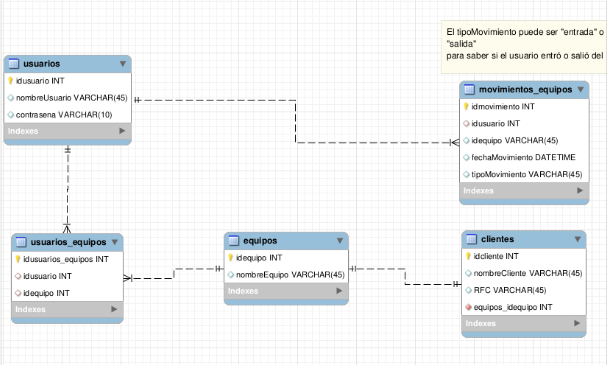 El tipoMovimiento puede ser "entrada" o
"salida"
para saber si el usuario entró o salió del
usuarios
idusuario INT
nombreUsuario VARCHAR(45)
contrasena VARCHAR(10)
Indexes
movimientos_equipos
idmovimiento INT
idusuario INT
idequipo VARCHAR(45)
fechaMovimiento DATETIME
tipoMovimiento VARCHAR(45)
Indexes
usuarios_equipos
idusuarios_equipos INT
idusuario INT
idequipo INT
Indexes
equipos
idequipo INT
nombreEquipo VARCHAR(45)
Indexes
clientes
idcliente INT
nombreCliente VARCHAR(45)
RFC VARCHAR(45)
equipos_idequipo INT
Indexes